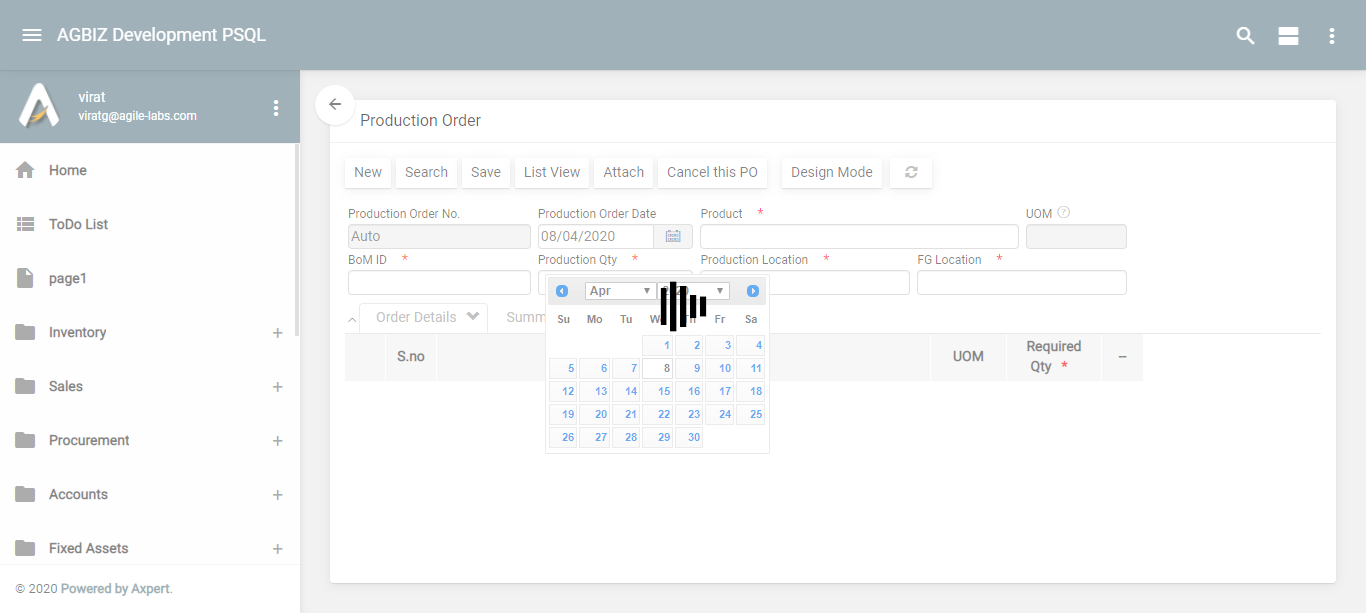 AGBIZ Development PSQL
virat
viratg@agile-labs.com
Home
ToDo List
page1
Inventory +
Sales +
Procurement +
Accounts +
Fixed Assets +
© 2020 Powered by Axpert.
Production Order
New Search Save List View Attach Cancel this PO Design Mode
Production Order No. Production Order Date Product * UOM ?
Auto 08/04/2020
BoM ID * Production Qty * Production Location * FG Location *
Apr
Order Details
Su Mo Tu Fr Sa
S.no UOM Required Qty * –
1 2 3 4
5 6 7 8 9 10 11
12 13 14 15 16 17 18
19 20 21 22 23 24 25
26 27 28 29 30